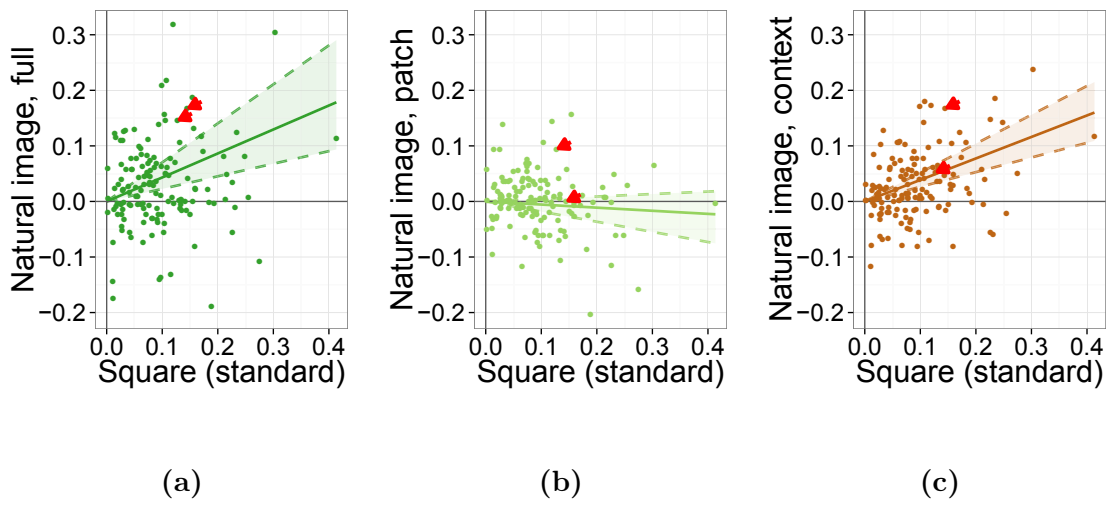 Natural image, full
0.3
0.2
0.1
0.0
−0.1
−0.2
0.0 0.1 0.2 0.3 0.4
Square (standard)
(a)
Natural image, patch
0.3
0.2
0.1
0.0
−0.1
−0.2
0.0 0.1 0.2 0.3 0.4
Square (standard)
(b)
Natural image, context
0.3
0.2
0.1
0.0
−0.1
−0.2
0.0 0.1 0.2 0.3 0.4
Square (standard)
(c)